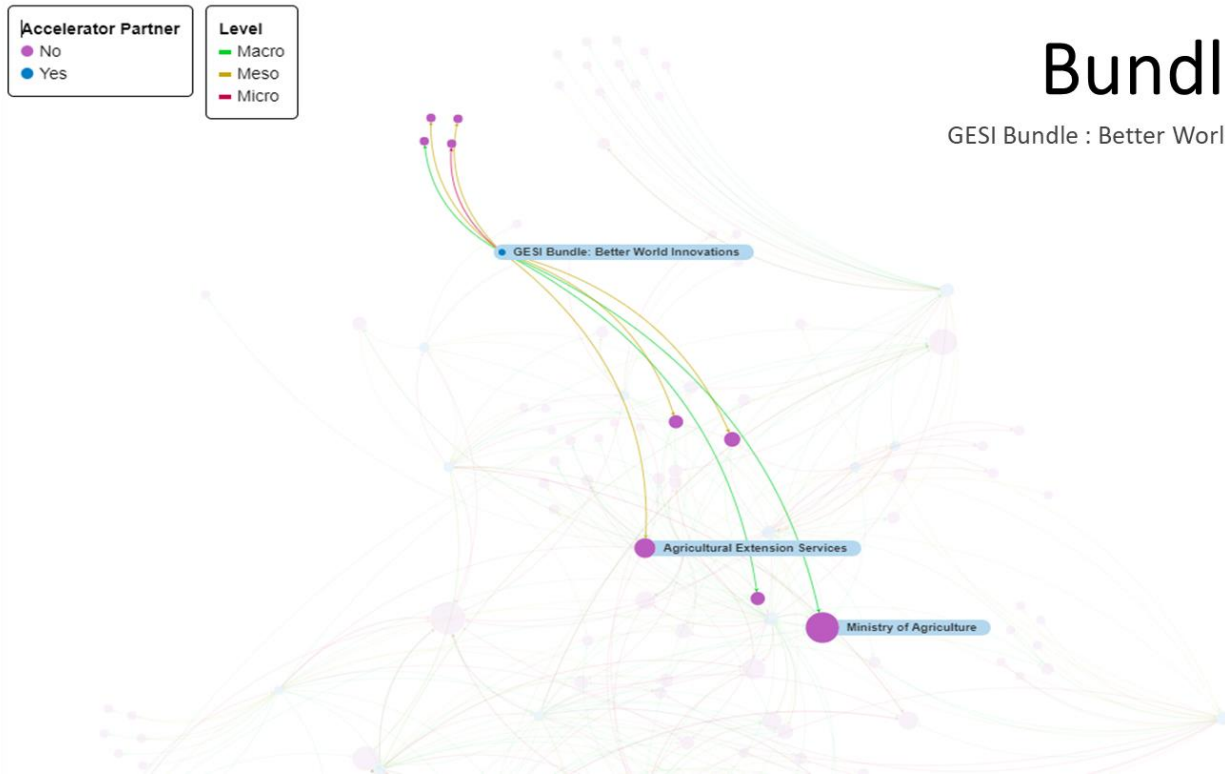 Accelerator Partner
No
Yes
Level
Macro
Meso
Micro
Bundl
GESI Bundle : Better Worl
GESI Bundle: Better World Innovations
Agricultural Extension Services
Ministry of Agriculture